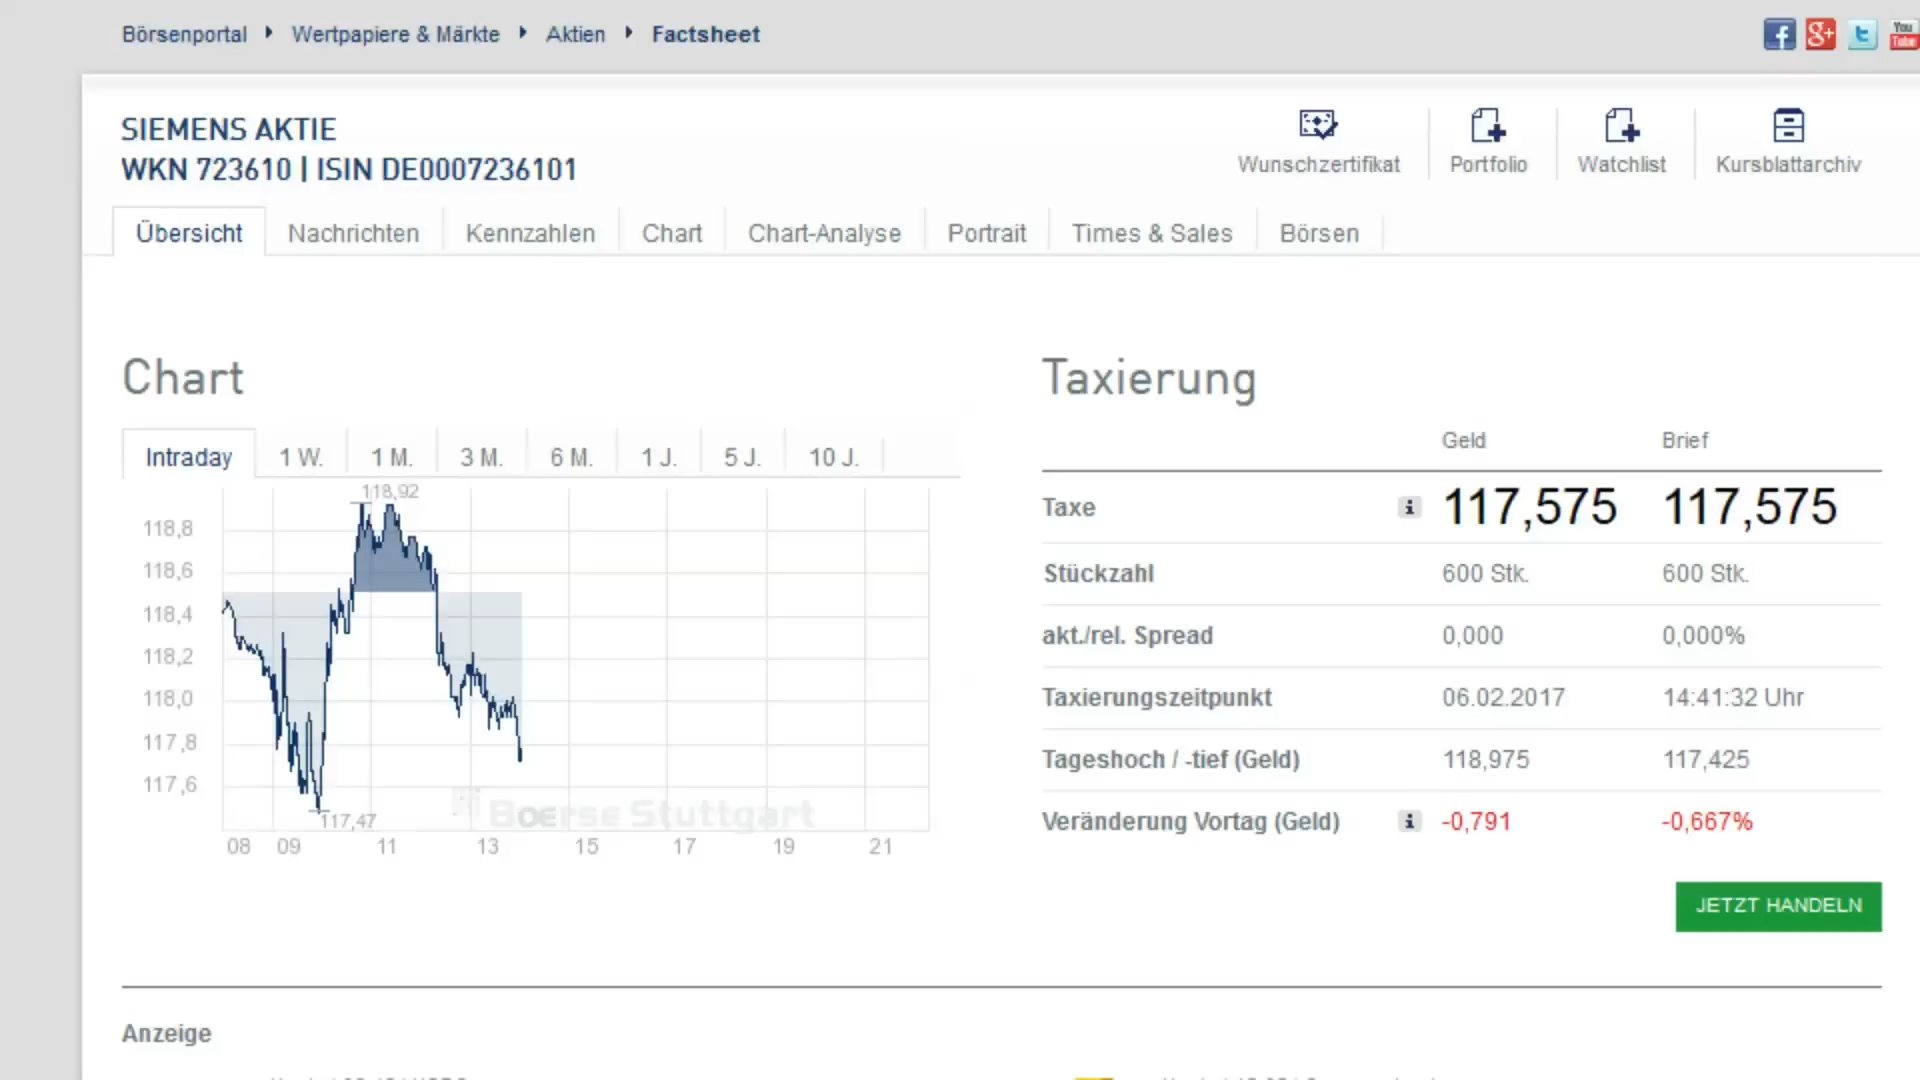 Börsenportal Wertpapiere & Märkte Aktien Factsheet
You
Tube
SIEMENS AKTIE
WKN 723610 | ISIN DE0007236101
Wunschzertifikat Portfolio Watchlist Kursblattarchiv
Übersicht Nachrichten Kennzahlen Chart Chart-Analyse Portrait Times & Sales Börsen
Chart
Intraday 1 W. 1 M. 3 M. 6 M. 1 J. 5 J. 10 J.
118,92
118,8
118,6
118,4
118,2
118,0
117,8
117,6
117,47
Boerse Stuttgart
08 09 11 13 15 17 19 21
Taxierung
Geld Brief
Taxe 117,575 117,575
Stückzahl 600 Stk. 600 Stk.
akt./rel. Spread 0,000 0,000%
Taxierungszeitpunkt 06.02.2017 14:41:32 Uhr
Tageshoch / -tief (Geld) 118,975 117,425
Veränderung Vortag (Geld) -0,791 -0,667%
JETZT HANDELN
Anzeige